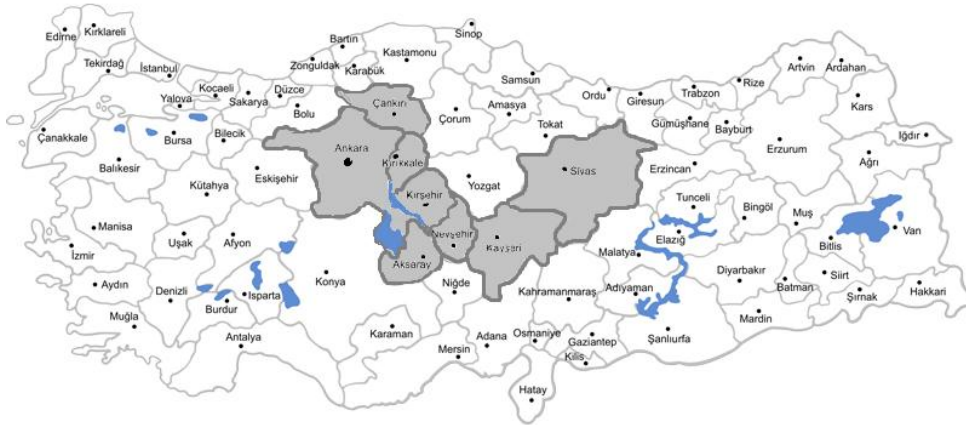 Edirne
Kırklareli
Tekirdağ
İstanbul
Yalova
Kocaeli
Sakarya
Düzce
Zonguldak
Bartın
Karabük
Kastamonu
Sinop
Bolu
Çankırı
Çorum
Samsun
Amasya
Tokat
Ordu
Giresun
Trabzon
Rize
Artvin
Ardahan
Kars
Gümüşhane
Bayburt
Erzurum
Iğdır
Ağrı
Çanakkale
Balıkesir
Bursa
Bilecik
Kütahya
Eskişehir
Ankara
Kırıkkale
Kırşehir
Yozgat
Sivas
Erzincan
Tunceli
Bingöl
Muş
Bitlis
Van
Manisa
İzmir
Uşak
Afyon
Aydın
Denizli
Muğla
Burdur
Isparta
Antalya
Konya
Aksaray
Nevşehir
Kayseri
Niğde
Karaman
Mersin
Adana
Osmaniye
Kahramanmaraş
Malatya
Elazığ
Adıyaman
Gaziantep
Kilis
Hatay
Şanlıurfa
Diyarbakır
Mardin
Batman
Siirt
Şırnak
Hakkari